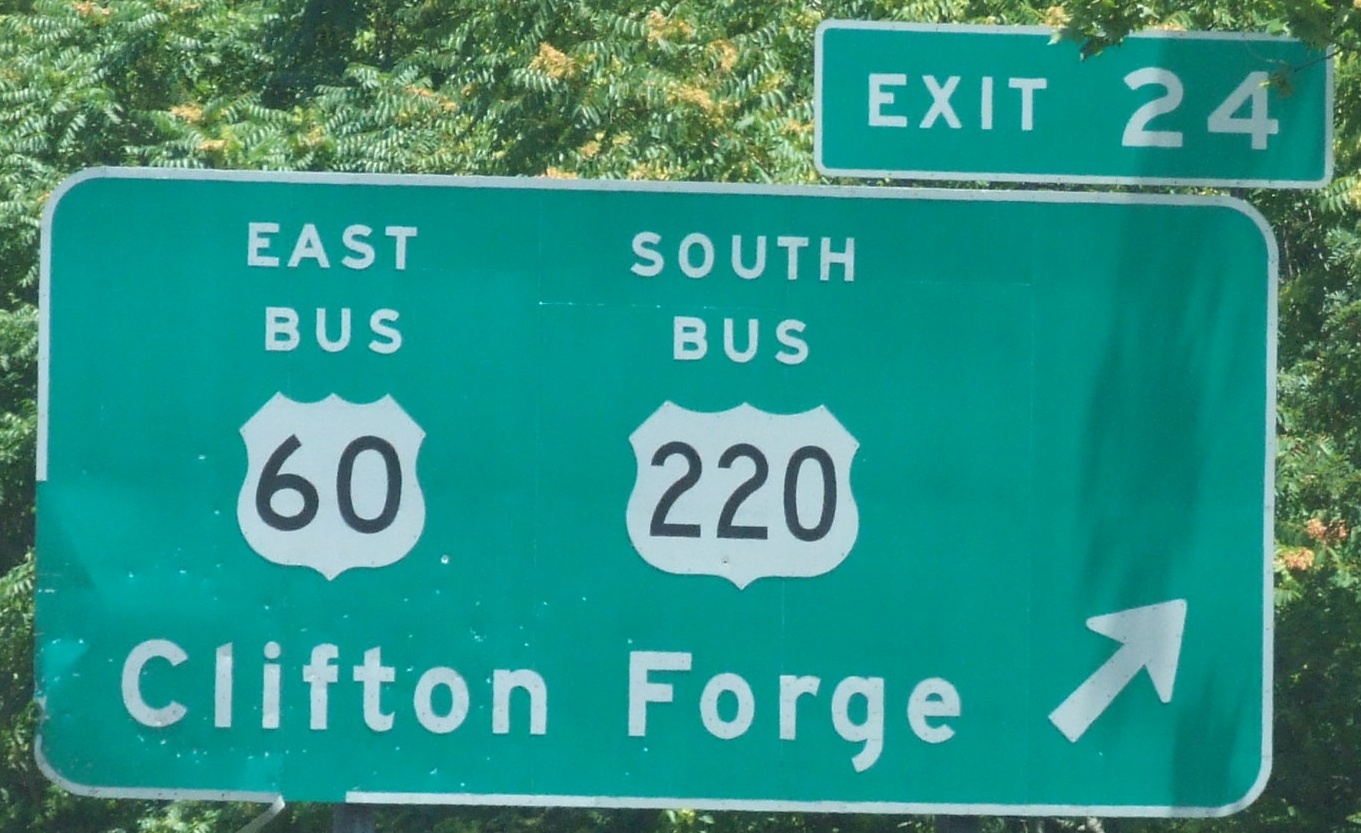 EXIT 24
EAST SOUTH
BUS BUS
60 220
Clifton Forge